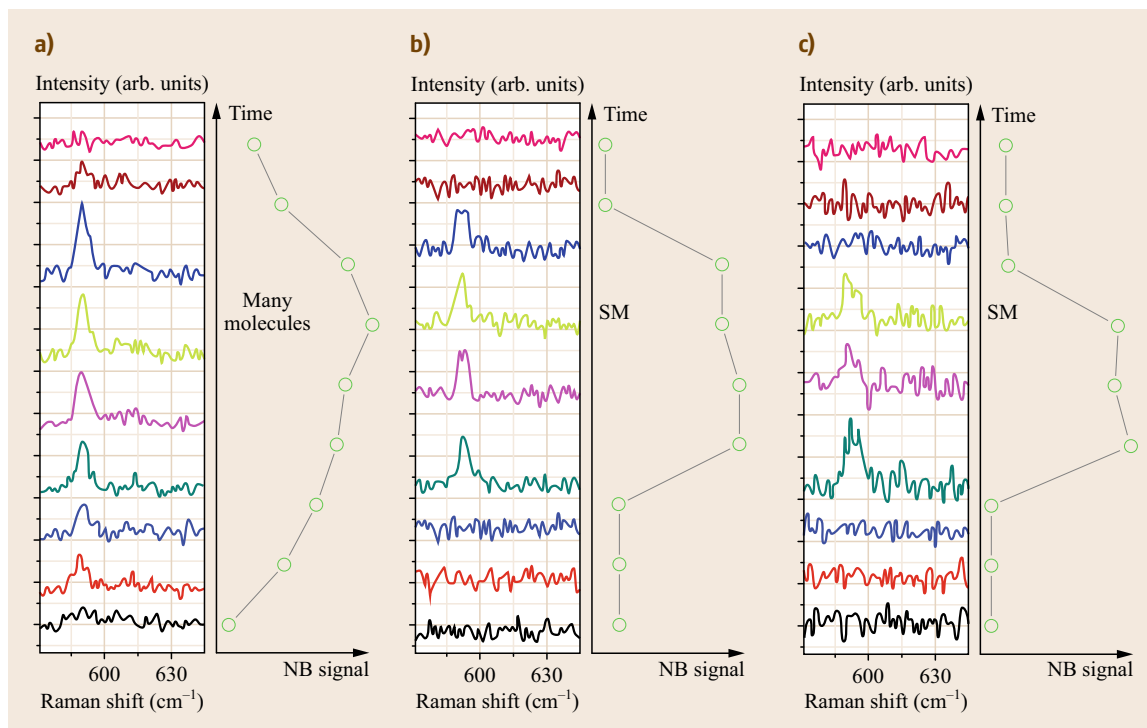 a)
Intensity (arb. units)
Time
Many
molecules
NB signal
600 630
Raman shift (cm⁻¹)
b)
Intensity (arb. units)
Time
SM
NB signal
600 630
Raman shift (cm⁻¹)
c)
Intensity (arb. units)
Time
SM
NB signal
600 630
Raman shift (cm⁻¹)